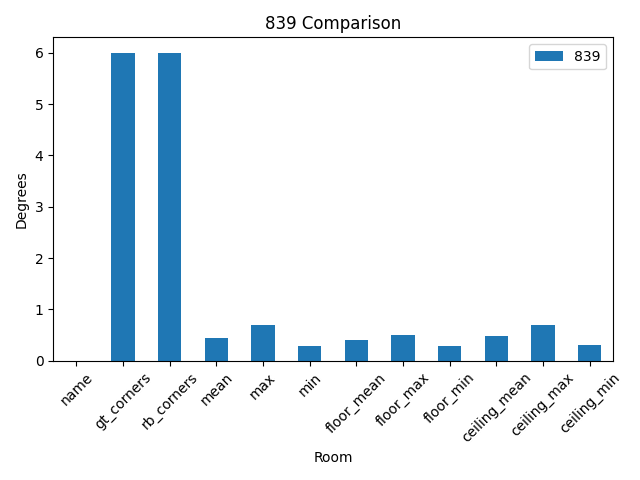 839 Comparison
839
Degrees
6
5
4
3
2
1
0
name
gt_corners
rb_corners
mean
max
min
floor_mean
floor_max
floor_min
ceiling_mean
ceiling_max
ceiling_min
Room